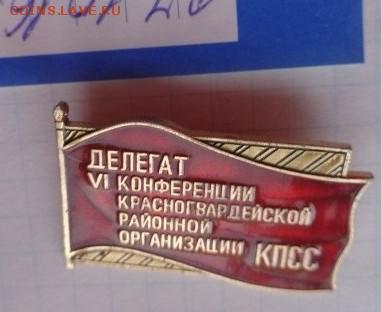 COINS.LAVE.RU
ДЕЛЕГАТ
VI КОНФЕРЕНЦИИ
КРАСНОГВАРДЕЙСКОЙ
РАЙОННОЙ
ОРГАНИЗАЦИИ КПСС